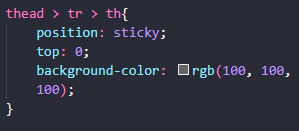 thead > tr > th{
    position: sticky;
    top: 0;
    background-color: rgb(100, 100,
    100);
}